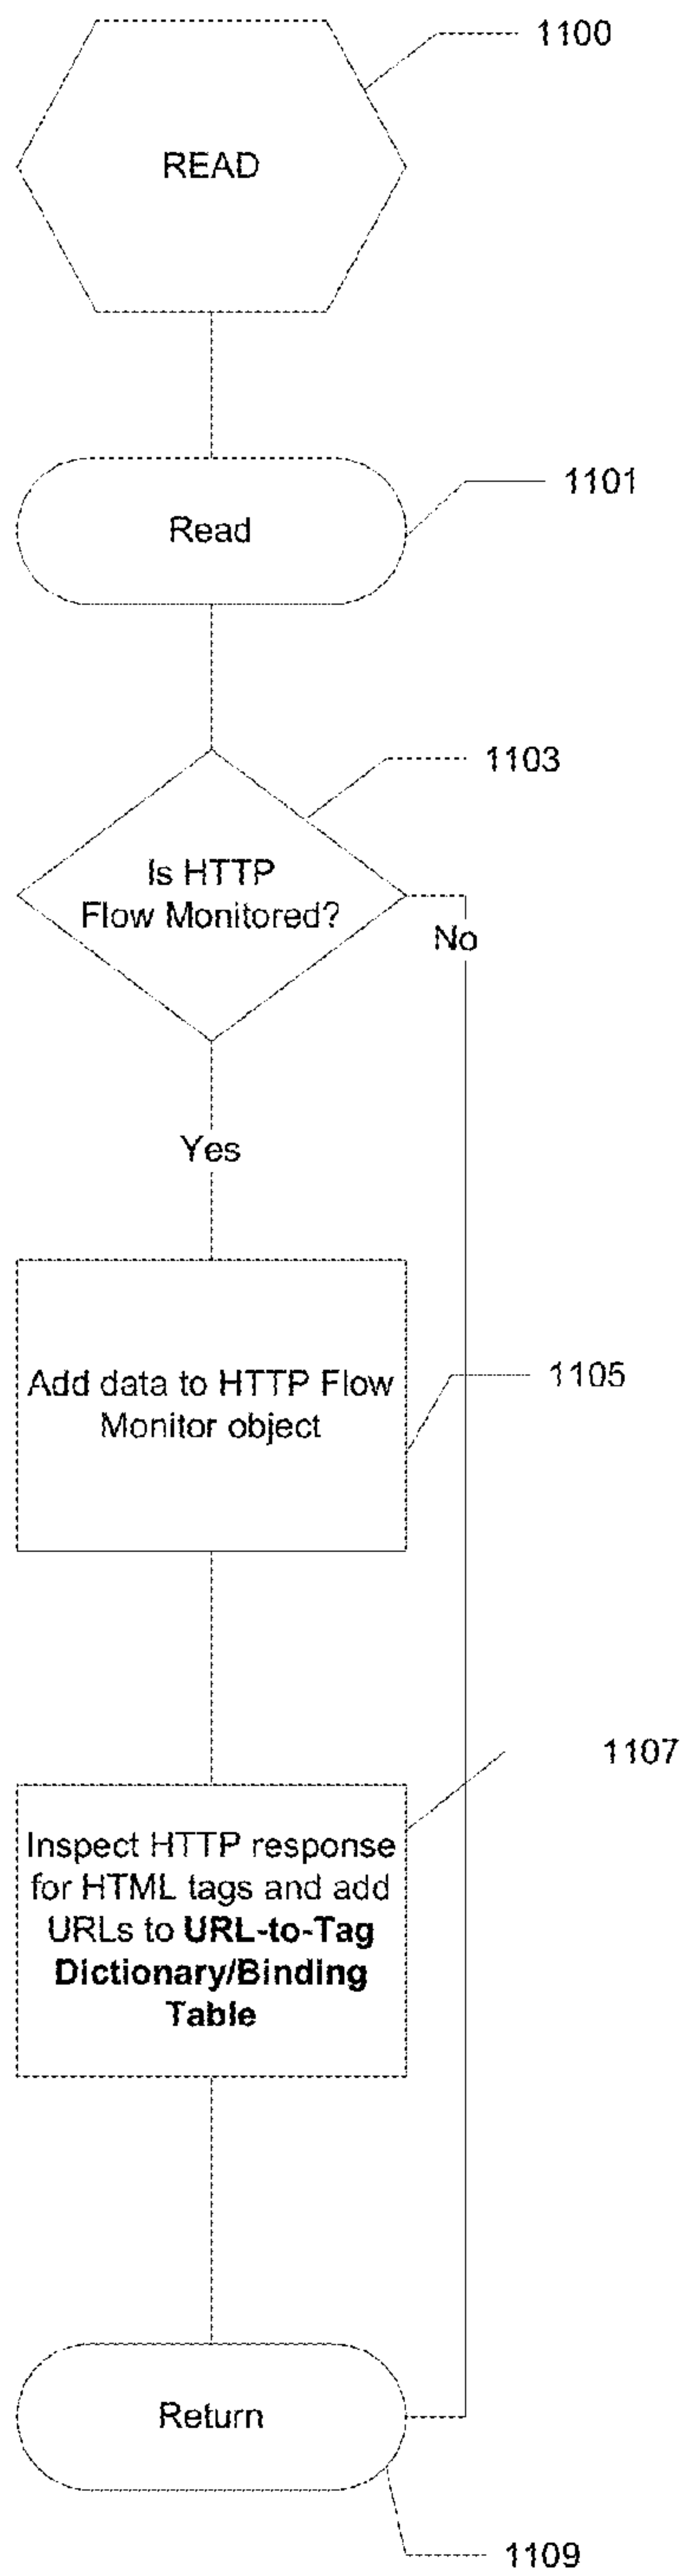 1100
READ
1101
Read
1103
Is HTTP
Flow Monitored?
No
Yes
1105
Add data to HTTP Flow
Monitor object
1107
Inspect HTTP response
for HTML tags and add
URLs to URL-to-Tag
Dictionary/Binding
Table
Return
1109